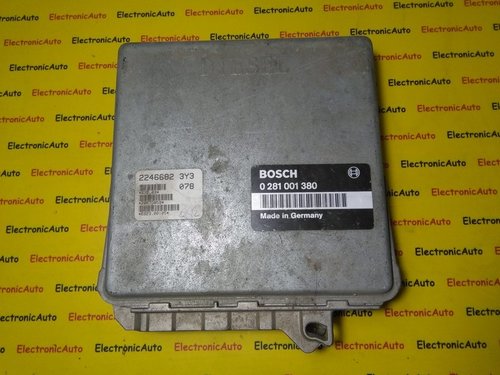 ElectronicAuto
2246682 3Y3
078
BOSCH
0 281 001 380
Made in Germany